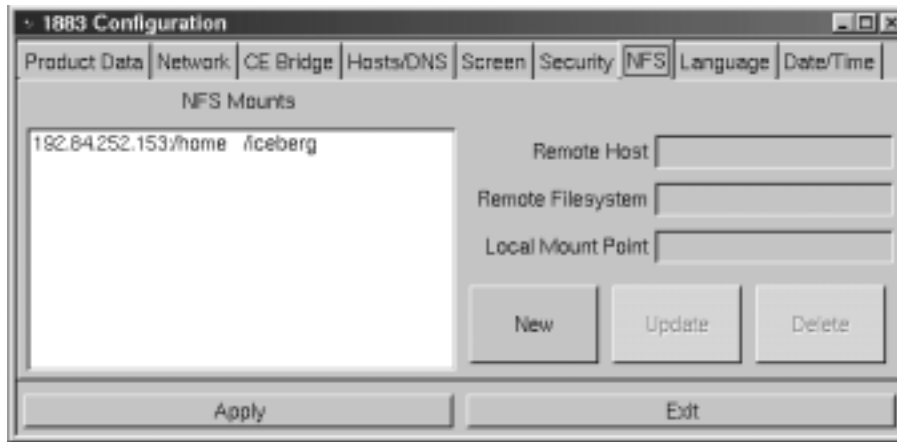 1883 Configuration
Product Data Network CE Bridge Hosts/DNS Screen Security NFS Language Date/Time
NFS Mounts
192.84.252.153:/home /iceberg
Remote Host
Remote Filesystem
Local Mount Point
New Update Delete
Apply Exit